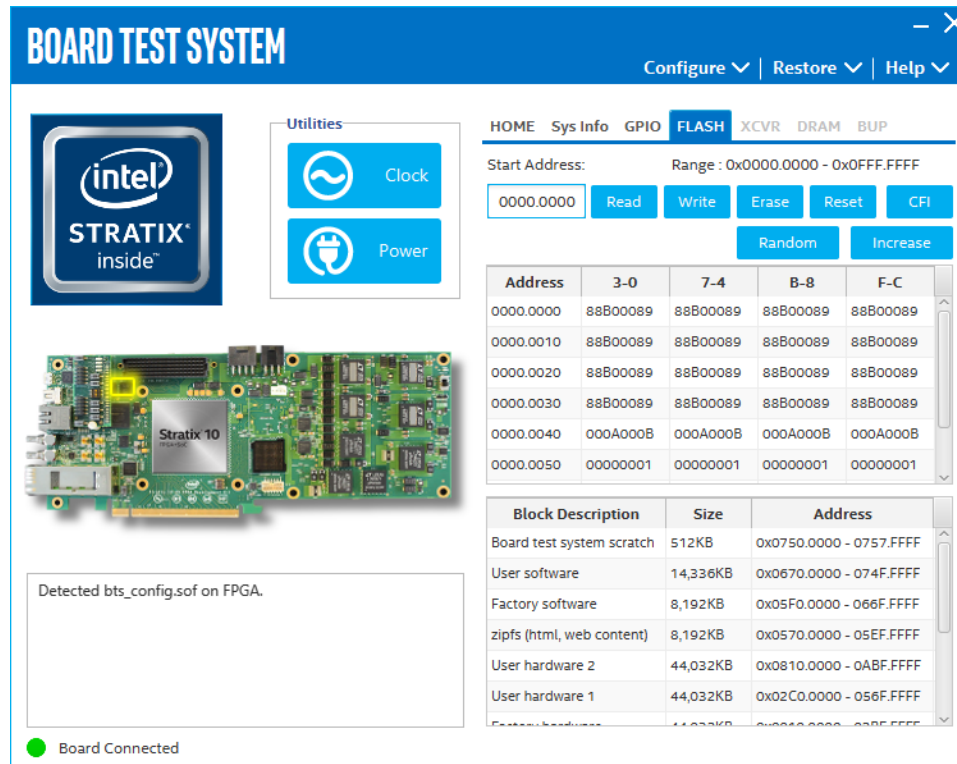 BOARD TEST SYSTEM
Configure | Restore | Help
intel
STRATIX
inside™
Utilities
Clock
Power
Stratix 10
Detected bts_config.sof on FPGA.
Board Connected
HOME Sys Info GPIO FLASH XCVR DRAM BUP
Start Address: Range : 0x0000.0000 - 0x0FFF.FFFF
0000.0000 Read Write Erase Reset CFI
Random Increase
Address 3-0 7-4 B-8 F-C
0000.0000 88B00089 88B00089 88B00089 88B00089
0000.0010 88B00089 88B00089 88B00089 88B00089
0000.0020 88B00089 88B00089 88B00089 88B00089
0000.0030 88B00089 88B00089 88B00089 88B00089
0000.0040 000A000B 000A000B 000A000B 000A000B
0000.0050 00000001 00000001 00000001 00000001
Block Description Size Address
Board test system scratch 512KB 0x0750.0000 - 0757.FFFF
User software 14,336KB 0x0670.0000 - 074F.FFFF
Factory software 8,192KB 0x05F0.0000 - 066F.FFFF
zipfs (html, web content) 8,192KB 0x0570.0000 - 05EF.FFFF
User hardware 2 44,032KB 0x0810.0000 - 0ABF.FFFF
User hardware 1 44,032KB 0x02C0.0000 - 056F.FFFF